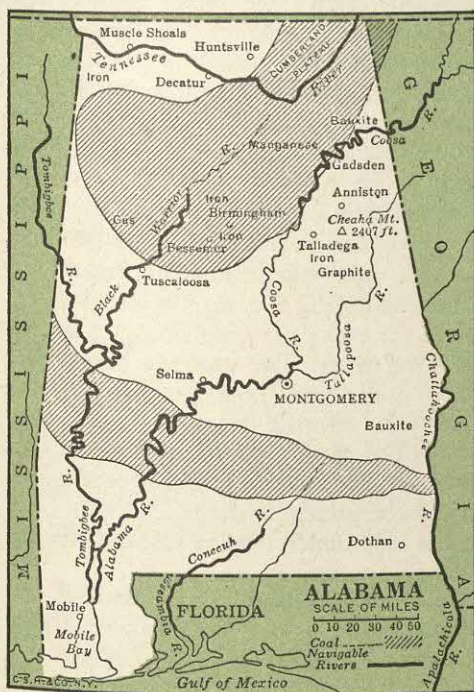 Muscle Shoals
Huntsville
CUMBERLAND
PLATEAU
Tennessee
Iron
Decatur
River
MISSISSIPPI
GEORGIA
Bauxite
Coosa
R.
Tombigbee
R.
R.
Manganese
Gadsden
Anniston
Cheaha Mt.
2407 ft.
Gas
Warrior
Iron
Birmingham
Iron
Bessemer
Talladega
Iron
Graphite
Tuscaloosa
Black
Coosa
R.
R.
Tallapoosa
Selma
MONTGOMERY
Chattahoochee
R.
Bauxite
R.
Tombigbee
Alabama
R.
Conecuh
R.
Dothan
Mobile
Mobile
Bay
Escambia
R.
FLORIDA
ALABAMA
SCALE OF MILES
0 10 20 30 40 50
Coal
Navigable
Rivers
Apalachicola
R.
C.S.H.& CO., N.Y.
Gulf of Mexico